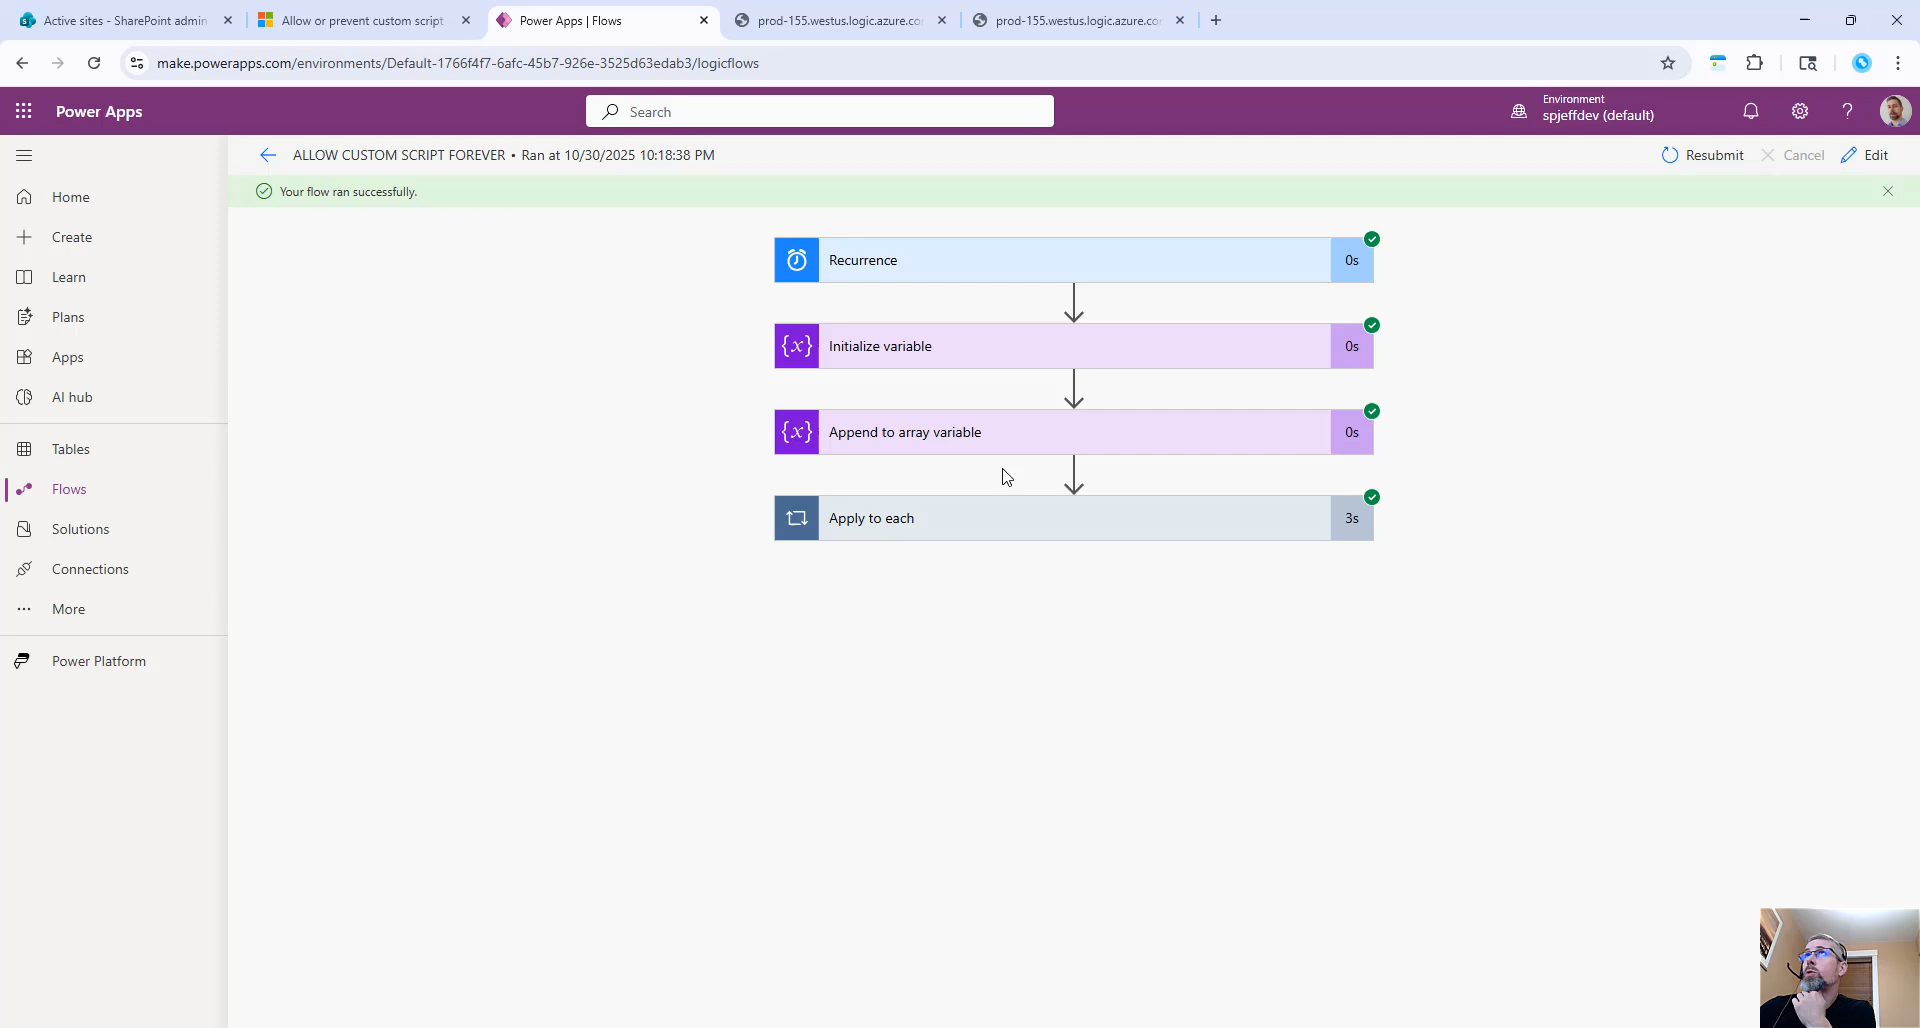 Active sites - SharePoint admin
Allow or prevent custom script
Power Apps | Flows
prod-155.westus.logic.azure.co
prod-155.westus.logic.azure.co
make.powerapps.com/environments/Default-1766f4f7-6afc-45b7-926e-3525d63edab3/logicflows
Power Apps
Search
Environment
spjeffdev (default)
ALLOW CUSTOM SCRIPT FOREVER • Ran at 10/30/2025 10:18:38 PM
Resubmit
Cancel
Edit
Your flow ran successfully.
Home
Create
Learn
Plans
Apps
AI hub
Tables
Flows
Solutions
Connections
More
Power Platform
Recurrence
0s
{x}
Initialize variable
0s
{x}
Append to array variable
0s
Apply to each
3s